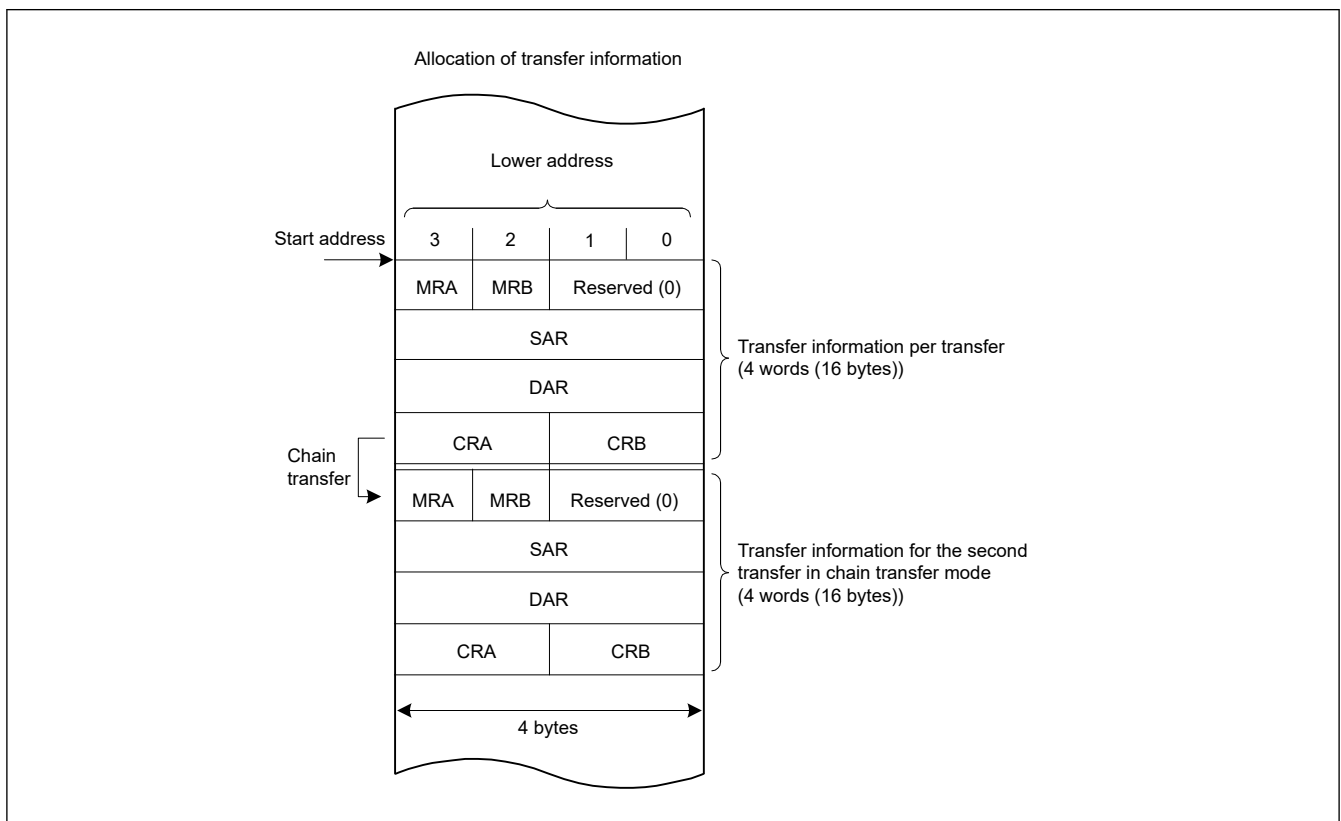 Allocation of transfer information
Lower address
Start address
3 2 1 0
MRA MRB Reserved (0)
SAR
Transfer information per transfer
(4 words (16 bytes))
DAR
CRA CRB
Chain
transfer
MRA MRB Reserved (0)
SAR
Transfer information for the second
transfer in chain transfer mode
(4 words (16 bytes))
DAR
CRA CRB
4 bytes